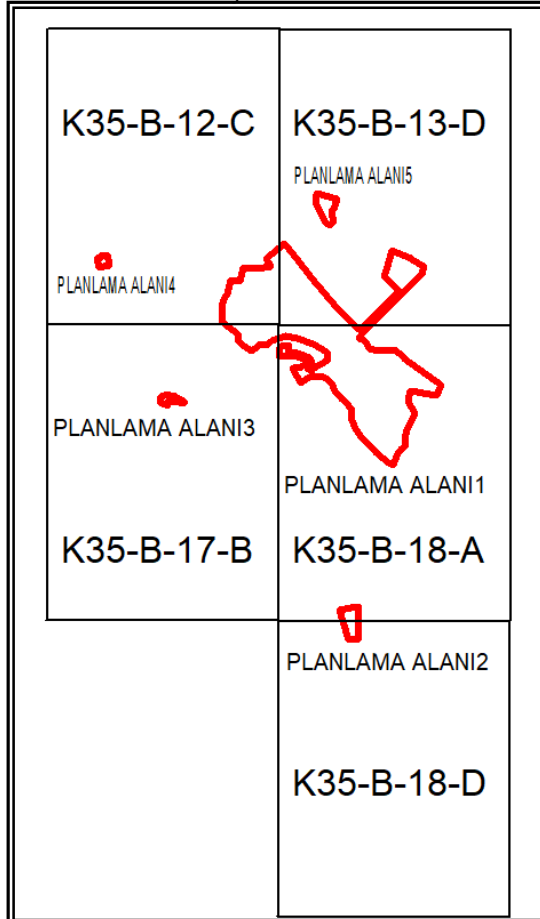 K35-B-12-C
K35-B-13-D
PLANLAMA ALANI5
PLANLAMA ALANI4
PLANLAMA ALANI3
PLANLAMA ALANI1
K35-B-17-B
K35-B-18-A
PLANLAMA ALANI2
K35-B-18-D